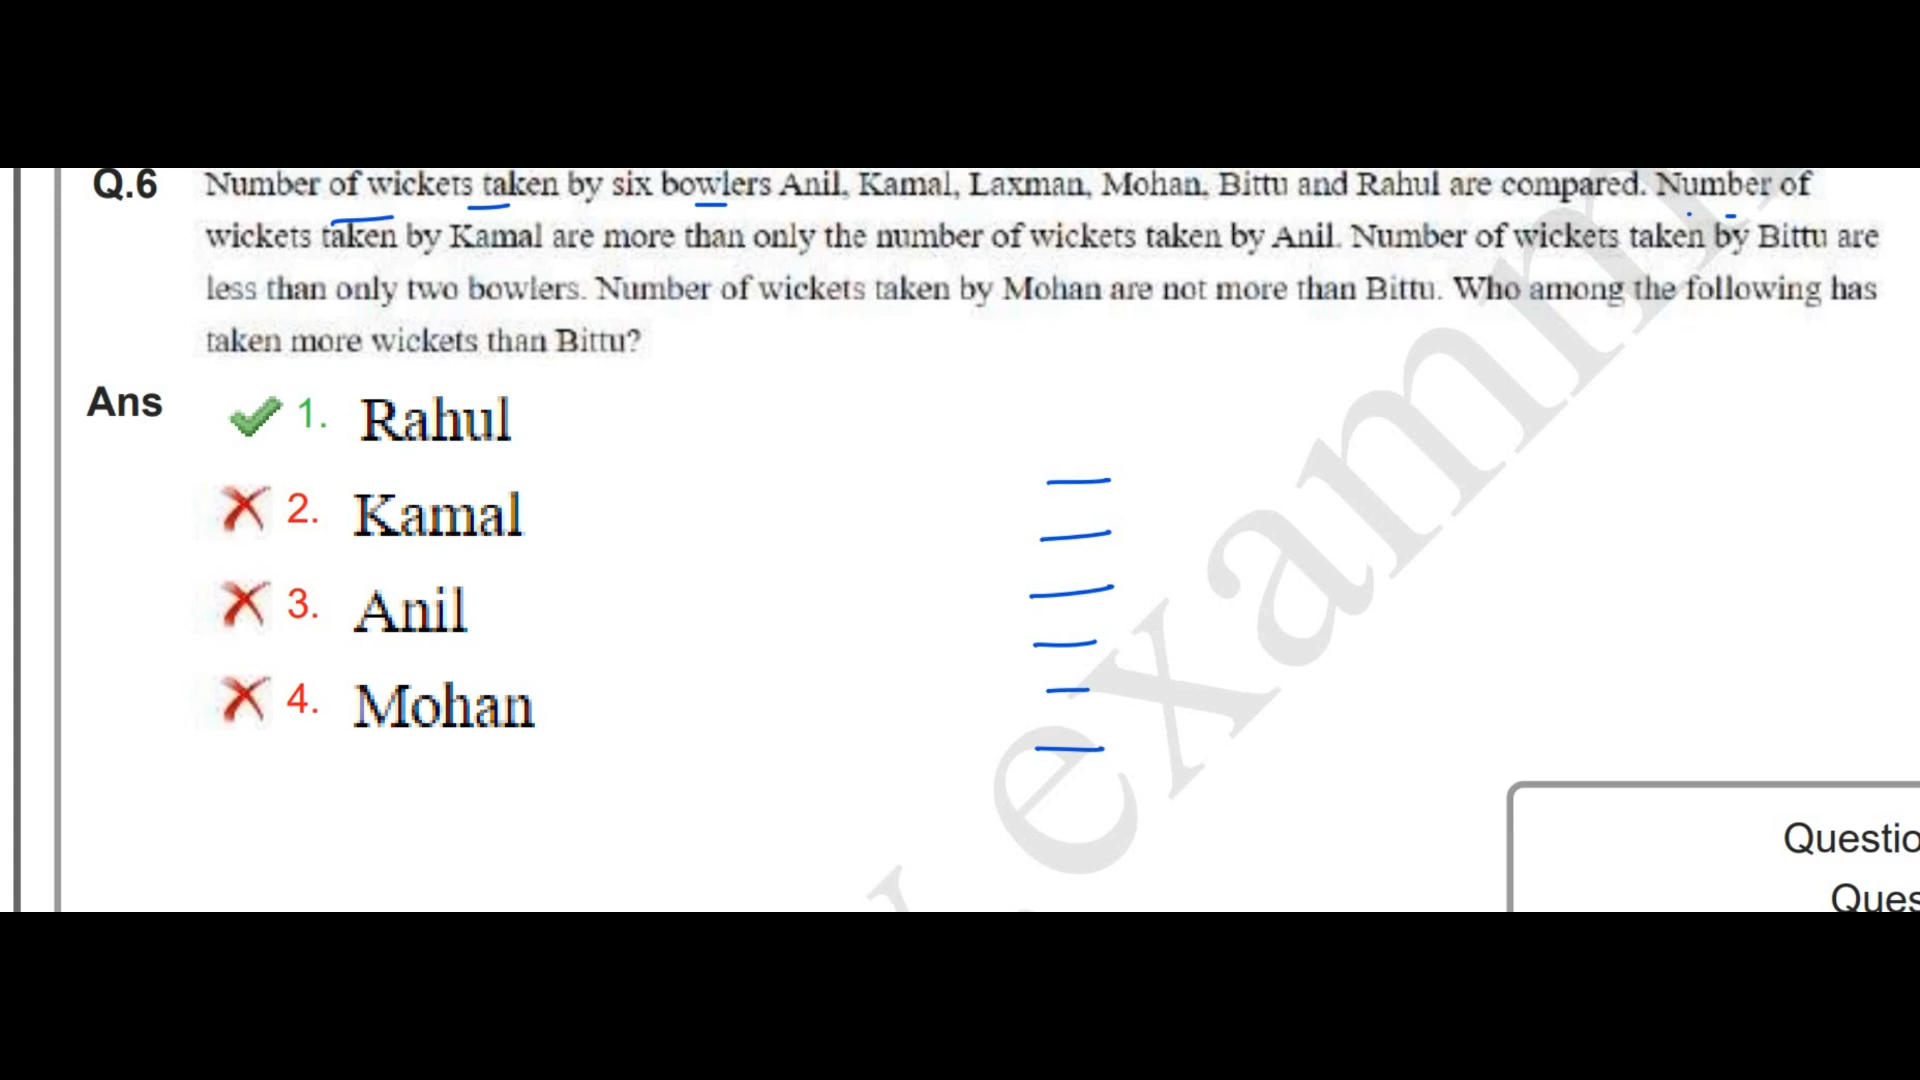 Q.6 Number of wickets taken by six bowlers Anil, Kamal, Laxman, Mohan, Bittu and Rahul are compared. Number of
wickets taken by Kamal are more than only the number of wickets taken by Anil. Number of wickets taken by Bittu are
less than only two bowlers. Number of wickets taken by Mohan are not more than Bittu. Who among the following has
taken more wickets than Bittu?
Ans 1. Rahul
2. Kamal
3. Anil
4. Mohan